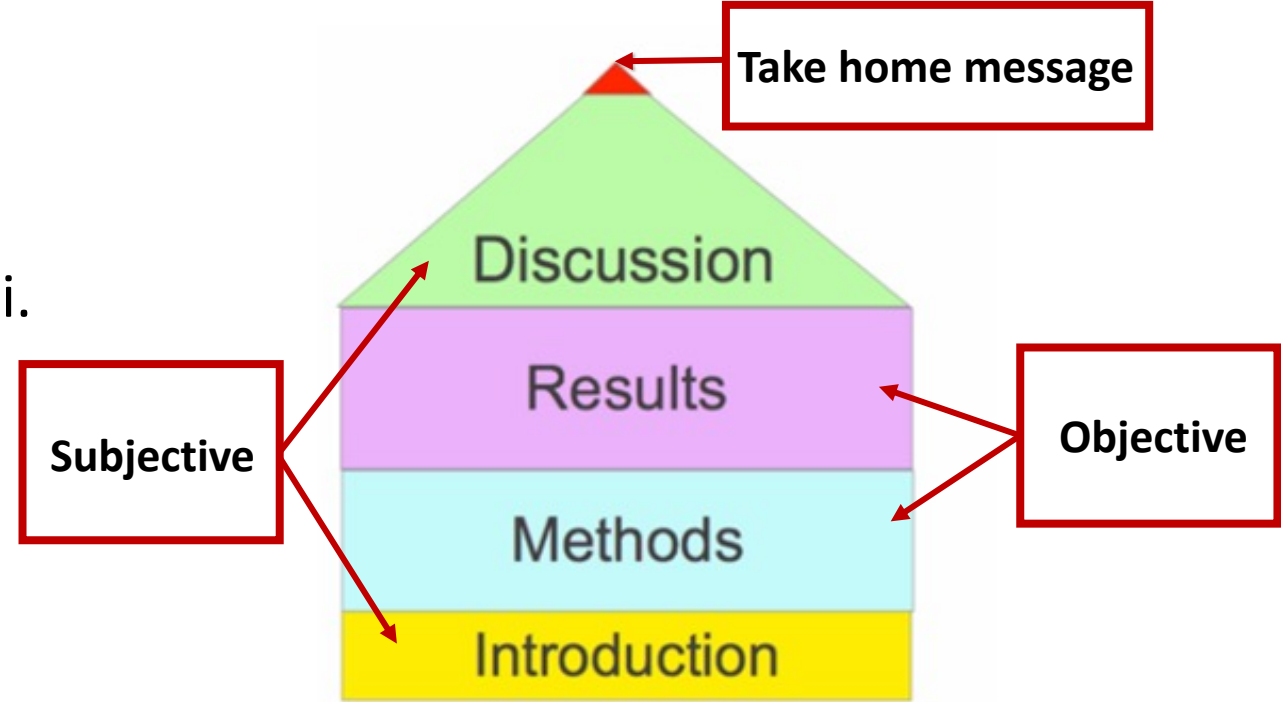 Take home message
Discussion
i.
Results
Subjective
Objective
Methods
Introduction